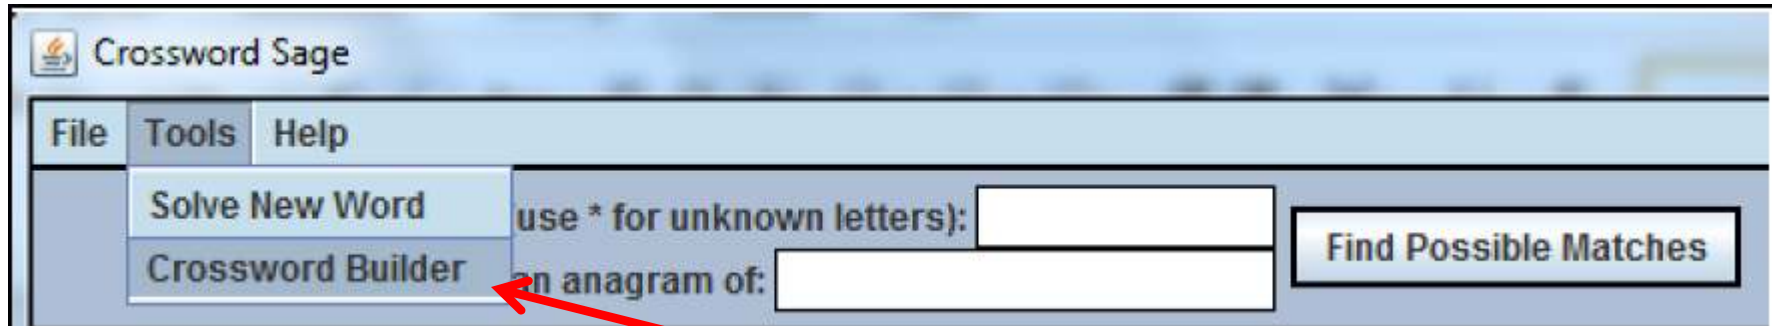 Crossword Sage
File Tools Help
Solve New Word
Crossword Builder
use * for unknown letters):
an anagram of:
Find Possible Matches